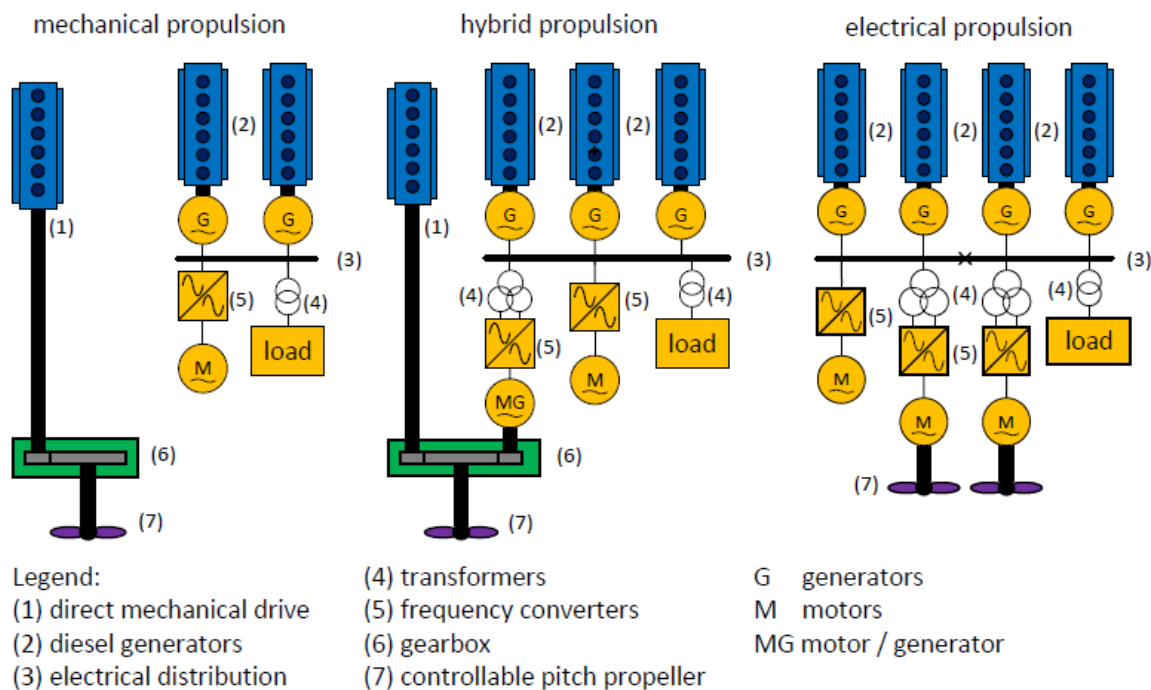 mechanical propulsion
hybrid propulsion
electrical propulsion
(2)
(2)
(2)
(2)
(2)
(2)
G
G
G
G
G
G
G
G
G
(1)
(1)
(3)
(3)
(3)
(5)
(4)
(4)
(5)
(4)
(5)
(4)
(4)
load
M
(5)
M
load
(5)
load
M
MG
M
M
M
(6)
(6)
(7)
(7)
(7)
Legend:
(1) direct mechanical drive
(2) diesel generators
(3) electrical distribution
(4) transformers
(5) frequency converters
(6) gearbox
(7) controllable pitch propeller
G generators
M motors
MG motor / generator